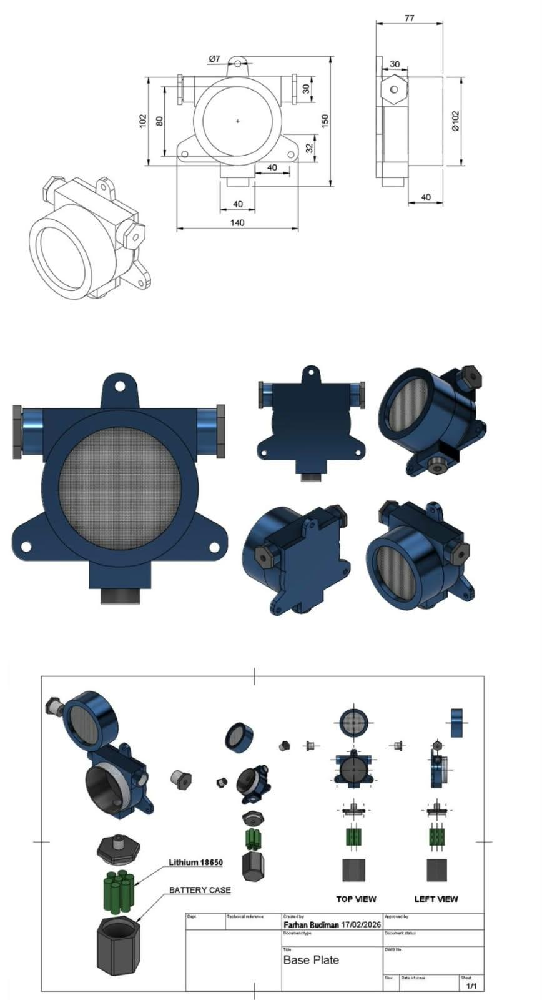 77
Ø7
30
30
102
80
150
Ø102
32
40
40
40
140
Lithium 18650
BATTERY CASE
TOP VIEW
LEFT VIEW
Dept.
Technical reference
Created by
Approved by
Farhan Budiman 17/02/2026
Document type
Document status
Title
DWG No.
Base Plate
Rev.
Date of issue
Sheet
1/1